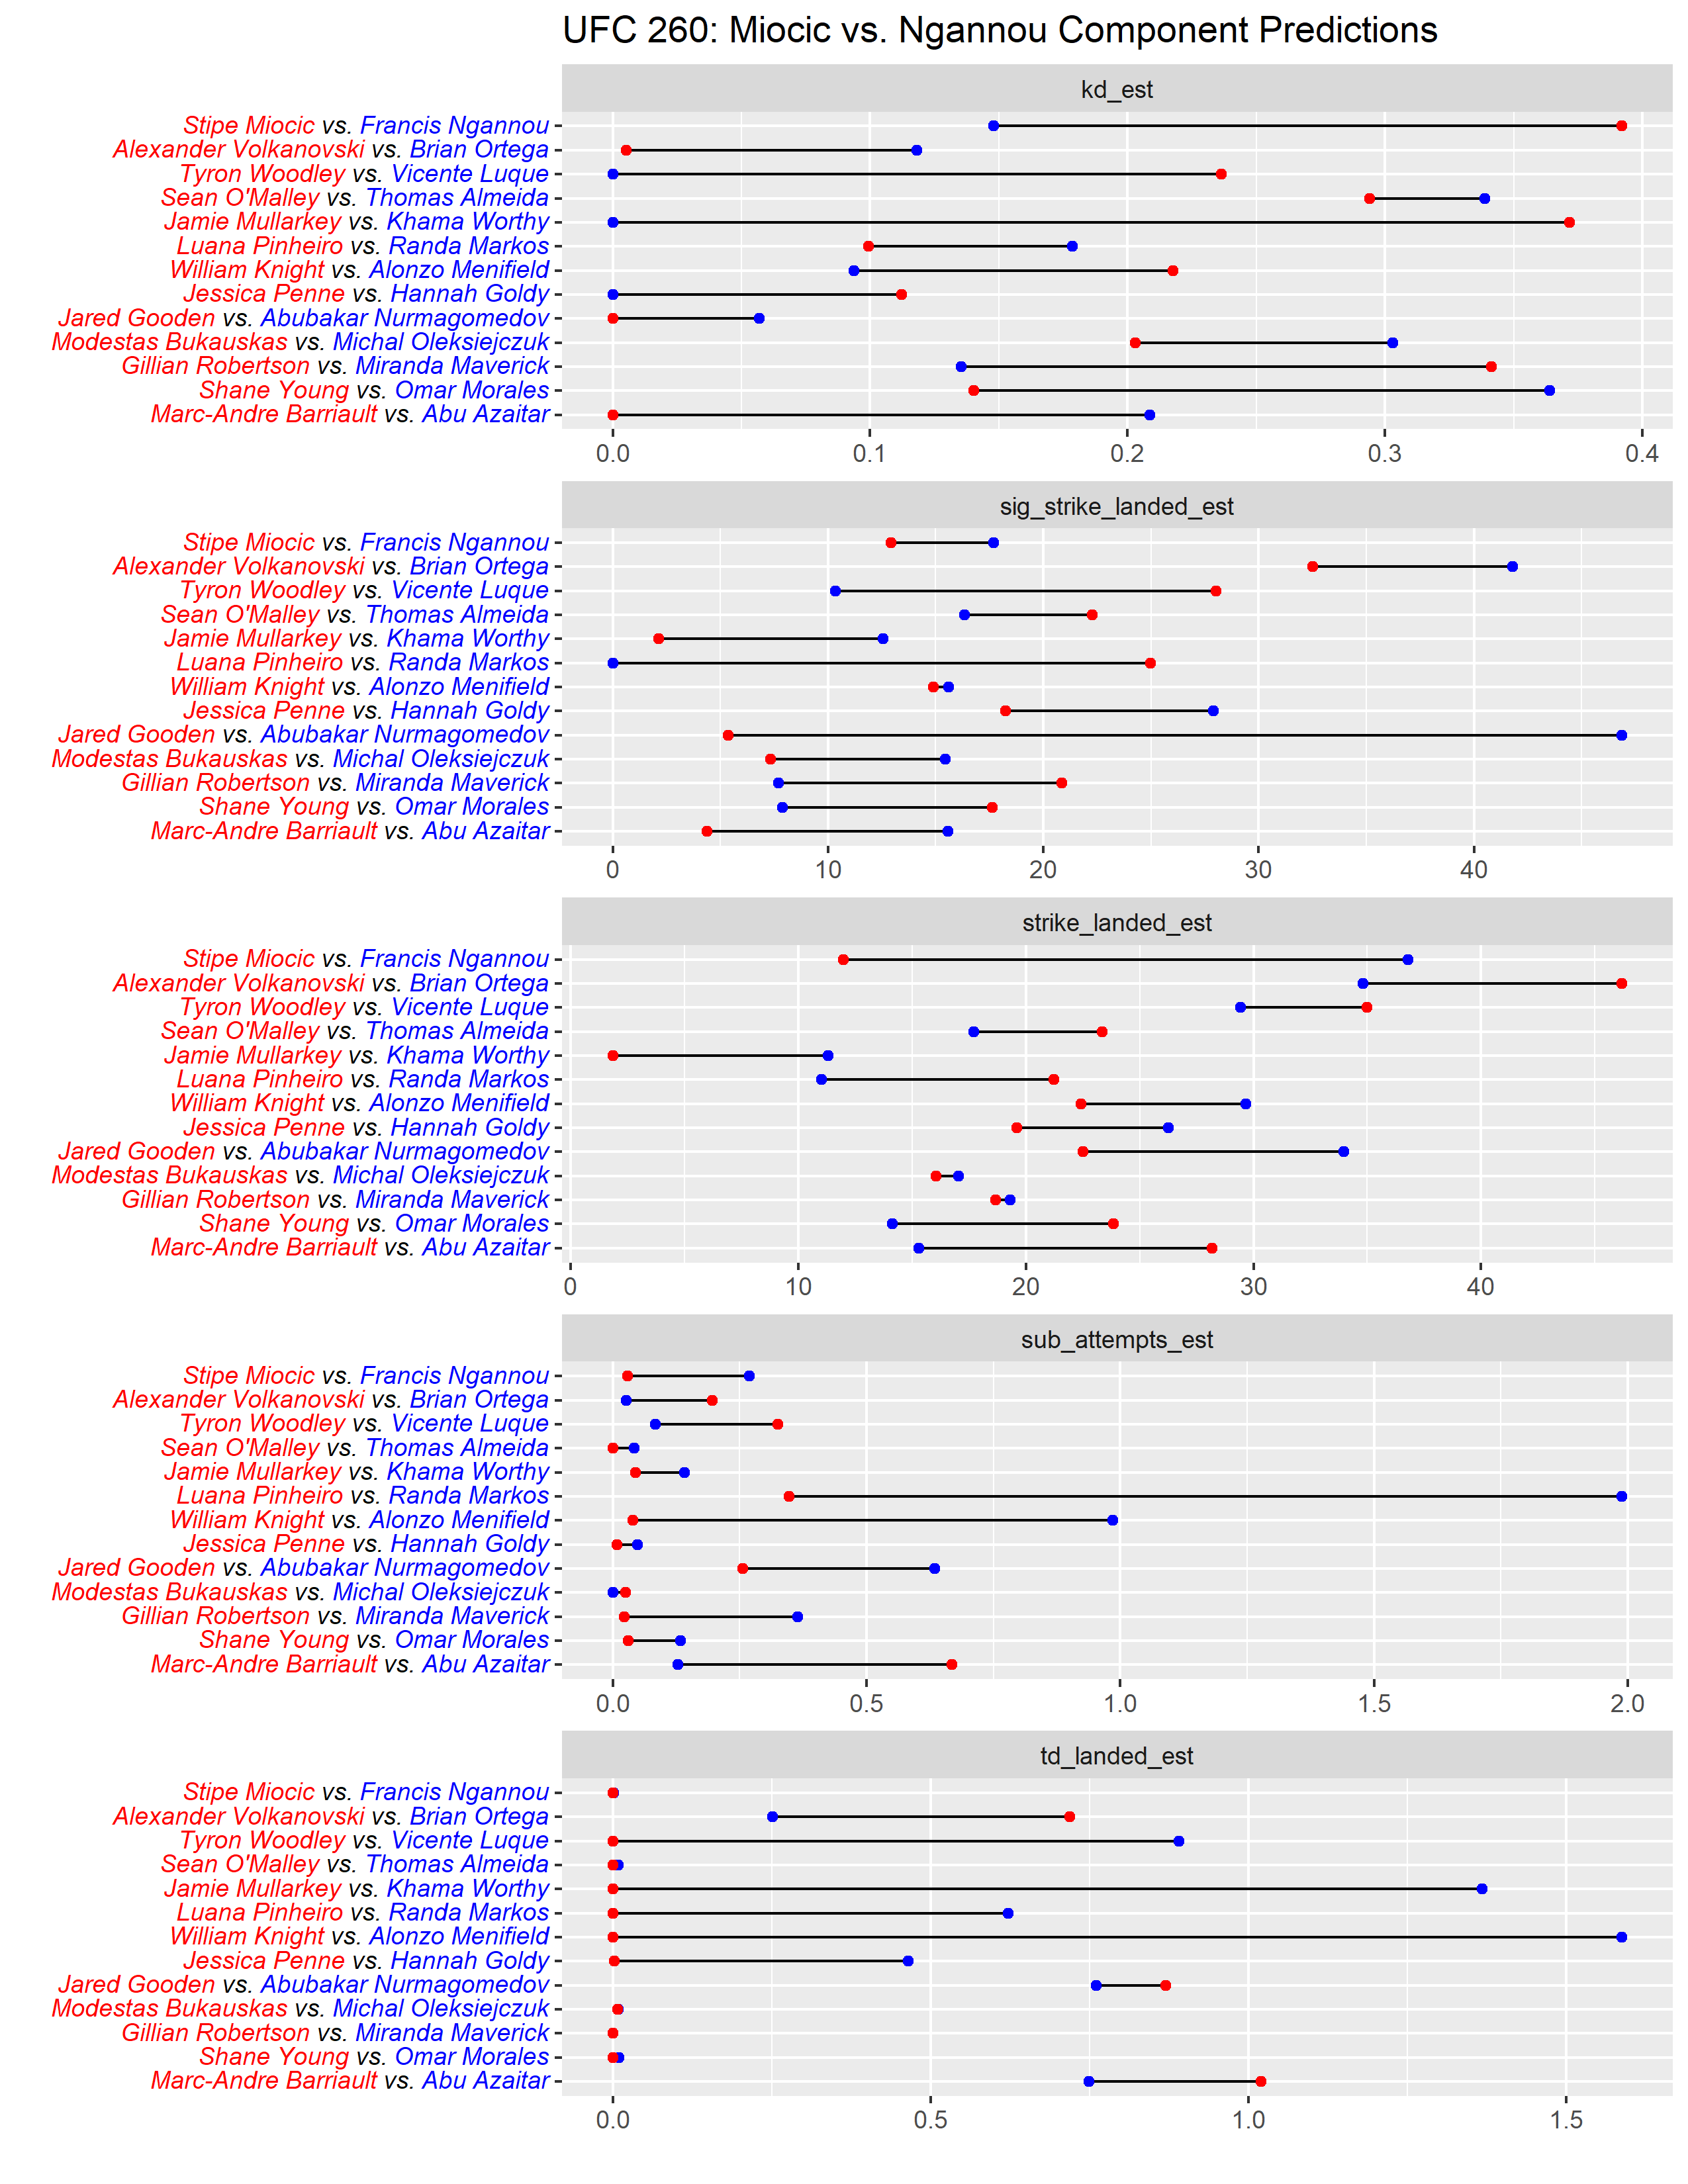 UFC 260: Miocic vs. Ngannou Component Predictions
kd_est
Stipe Miocic vs. Francis Ngannou
Alexander Volkanovski vs. Brian Ortega
Tyron Woodley vs. Vicente Luque
Sean O'Malley vs. Thomas Almeida
Jamie Mullarkey vs. Khama Worthy
Luana Pinheiro vs. Randa Markos
William Knight vs. Alonzo Menifield
Jessica Penne vs. Hannah Goldy
Jared Gooden vs. Abubakar Nurmagomedov
Modestas Bukauskas vs. Michal Oleksiejczuk
Gillian Robertson vs. Miranda Maverick
Shane Young vs. Omar Morales
Marc-Andre Barriault vs. Abu Azaitar
0.0 0.1 0.2 0.3 0.4
sig_strike_landed_est
Stipe Miocic vs. Francis Ngannou
Alexander Volkanovski vs. Brian Ortega
Tyron Woodley vs. Vicente Luque
Sean O'Malley vs. Thomas Almeida
Jamie Mullarkey vs. Khama Worthy
Luana Pinheiro vs. Randa Markos
William Knight vs. Alonzo Menifield
Jessica Penne vs. Hannah Goldy
Jared Gooden vs. Abubakar Nurmagomedov
Modestas Bukauskas vs. Michal Oleksiejczuk
Gillian Robertson vs. Miranda Maverick
Shane Young vs. Omar Morales
Marc-Andre Barriault vs. Abu Azaitar
0 10 20 30 40
strike_landed_est
Stipe Miocic vs. Francis Ngannou
Alexander Volkanovski vs. Brian Ortega
Tyron Woodley vs. Vicente Luque
Sean O'Malley vs. Thomas Almeida
Jamie Mullarkey vs. Khama Worthy
Luana Pinheiro vs. Randa Markos
William Knight vs. Alonzo Menifield
Jessica Penne vs. Hannah Goldy
Jared Gooden vs. Abubakar Nurmagomedov
Modestas Bukauskas vs. Michal Oleksiejczuk
Gillian Robertson vs. Miranda Maverick
Shane Young vs. Omar Morales
Marc-Andre Barriault vs. Abu Azaitar
0 10 20 30 40
sub_attempts_est
Stipe Miocic vs. Francis Ngannou
Alexander Volkanovski vs. Brian Ortega
Tyron Woodley vs. Vicente Luque
Sean O'Malley vs. Thomas Almeida
Jamie Mullarkey vs. Khama Worthy
Luana Pinheiro vs. Randa Markos
William Knight vs. Alonzo Menifield
Jessica Penne vs. Hannah Goldy
Jared Gooden vs. Abubakar Nurmagomedov
Modestas Bukauskas vs. Michal Oleksiejczuk
Gillian Robertson vs. Miranda Maverick
Shane Young vs. Omar Morales
Marc-Andre Barriault vs. Abu Azaitar
0.0 0.5 1.0 1.5 2.0
td_landed_est
Stipe Miocic vs. Francis Ngannou
Alexander Volkanovski vs. Brian Ortega
Tyron Woodley vs. Vicente Luque
Sean O'Malley vs. Thomas Almeida
Jamie Mullarkey vs. Khama Worthy
Luana Pinheiro vs. Randa Markos
William Knight vs. Alonzo Menifield
Jessica Penne vs. Hannah Goldy
Jared Gooden vs. Abubakar Nurmagomedov
Modestas Bukauskas vs. Michal Oleksiejczuk
Gillian Robertson vs. Miranda Maverick
Shane Young vs. Omar Morales
Marc-Andre Barriault vs. Abu Azaitar
0.0 0.5 1.0 1.5